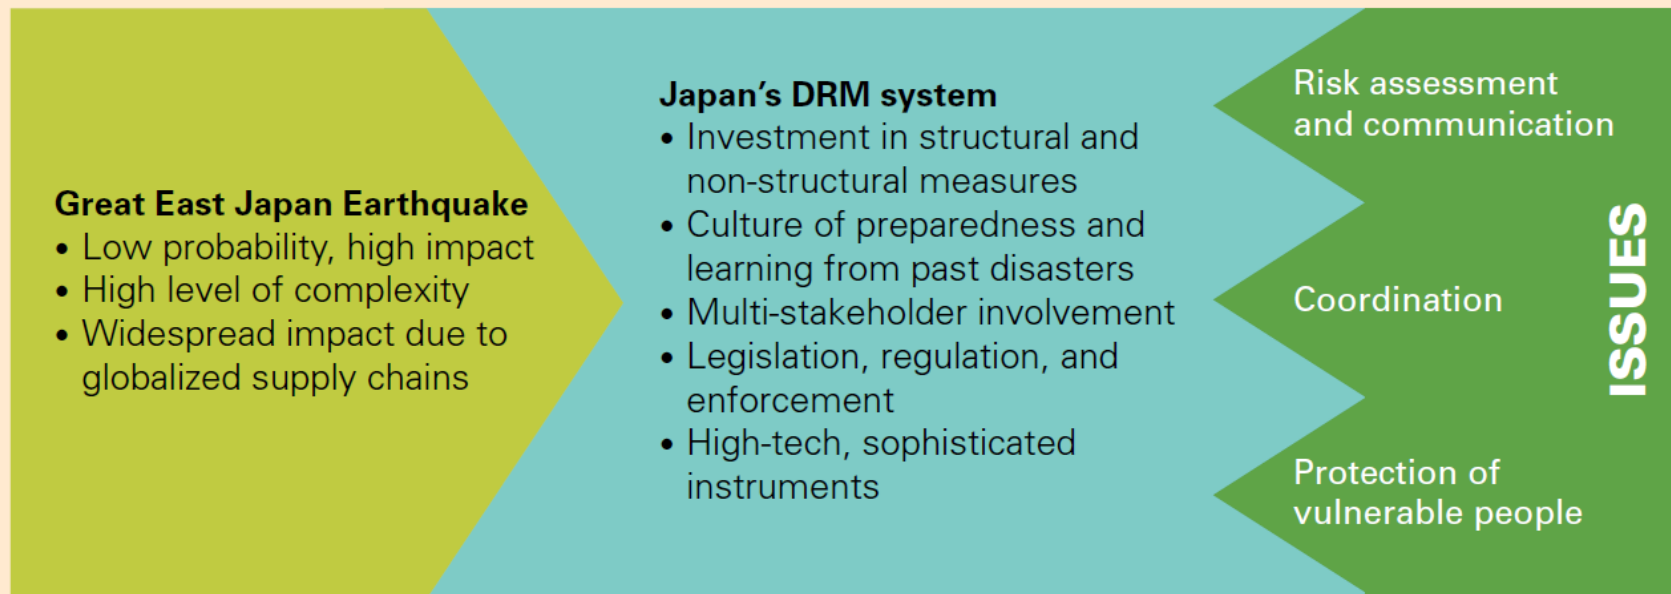 Great East Japan Earthquake
• Low probability, high impact
• High level of complexity
• Widespread impact due to
globalized supply chains
Japan’s DRM system
• Investment in structural and
non-structural measures
• Culture of preparedness and
learning from past disasters
• Multi-stakeholder involvement
• Legislation, regulation, and
enforcement
• High-tech, sophisticated
instruments
Risk assessment
and communication
Coordination
Protection of
vulnerable people
ISSUES